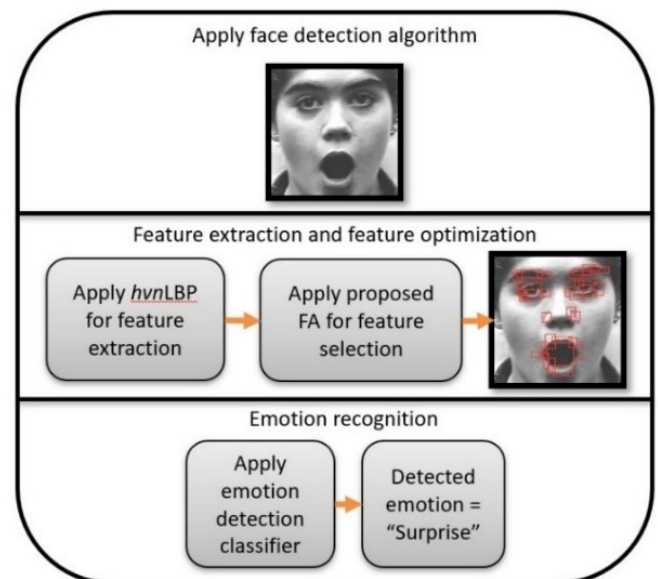 Apply face detection algorithm
Feature extraction and feature optimization
Apply hvnLBP
for feature
extraction
Apply proposed
FA for feature
selection
Emotion recognition
Apply
emotion
detection
classifier
Detected
emotion =
“Surprise”